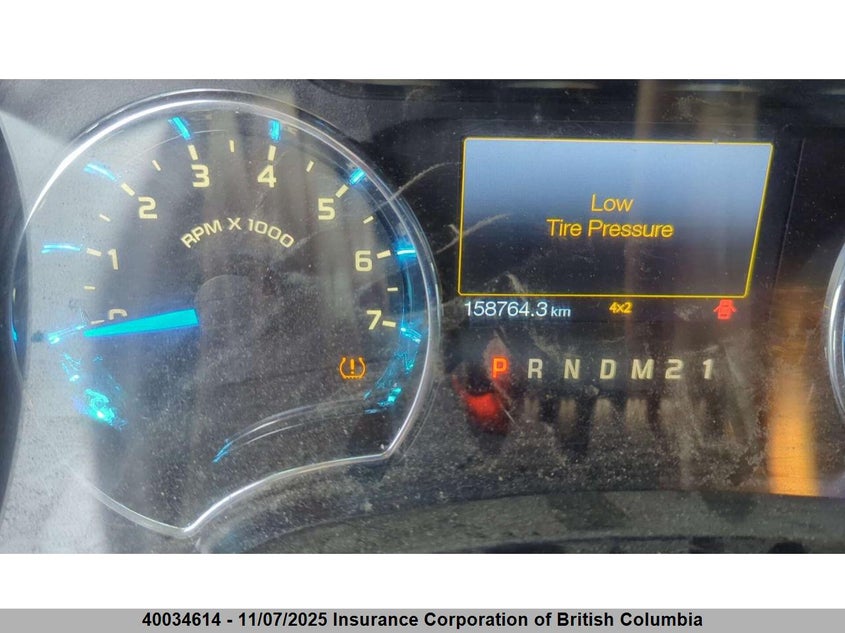 0 1 2 3 4 5 6 7
RPM X 1000
Low
Tire Pressure
158764.3 km 4x2
P R N D M 2 1
40034614 - 11/07/2025 Insurance Corporation of British Columbia